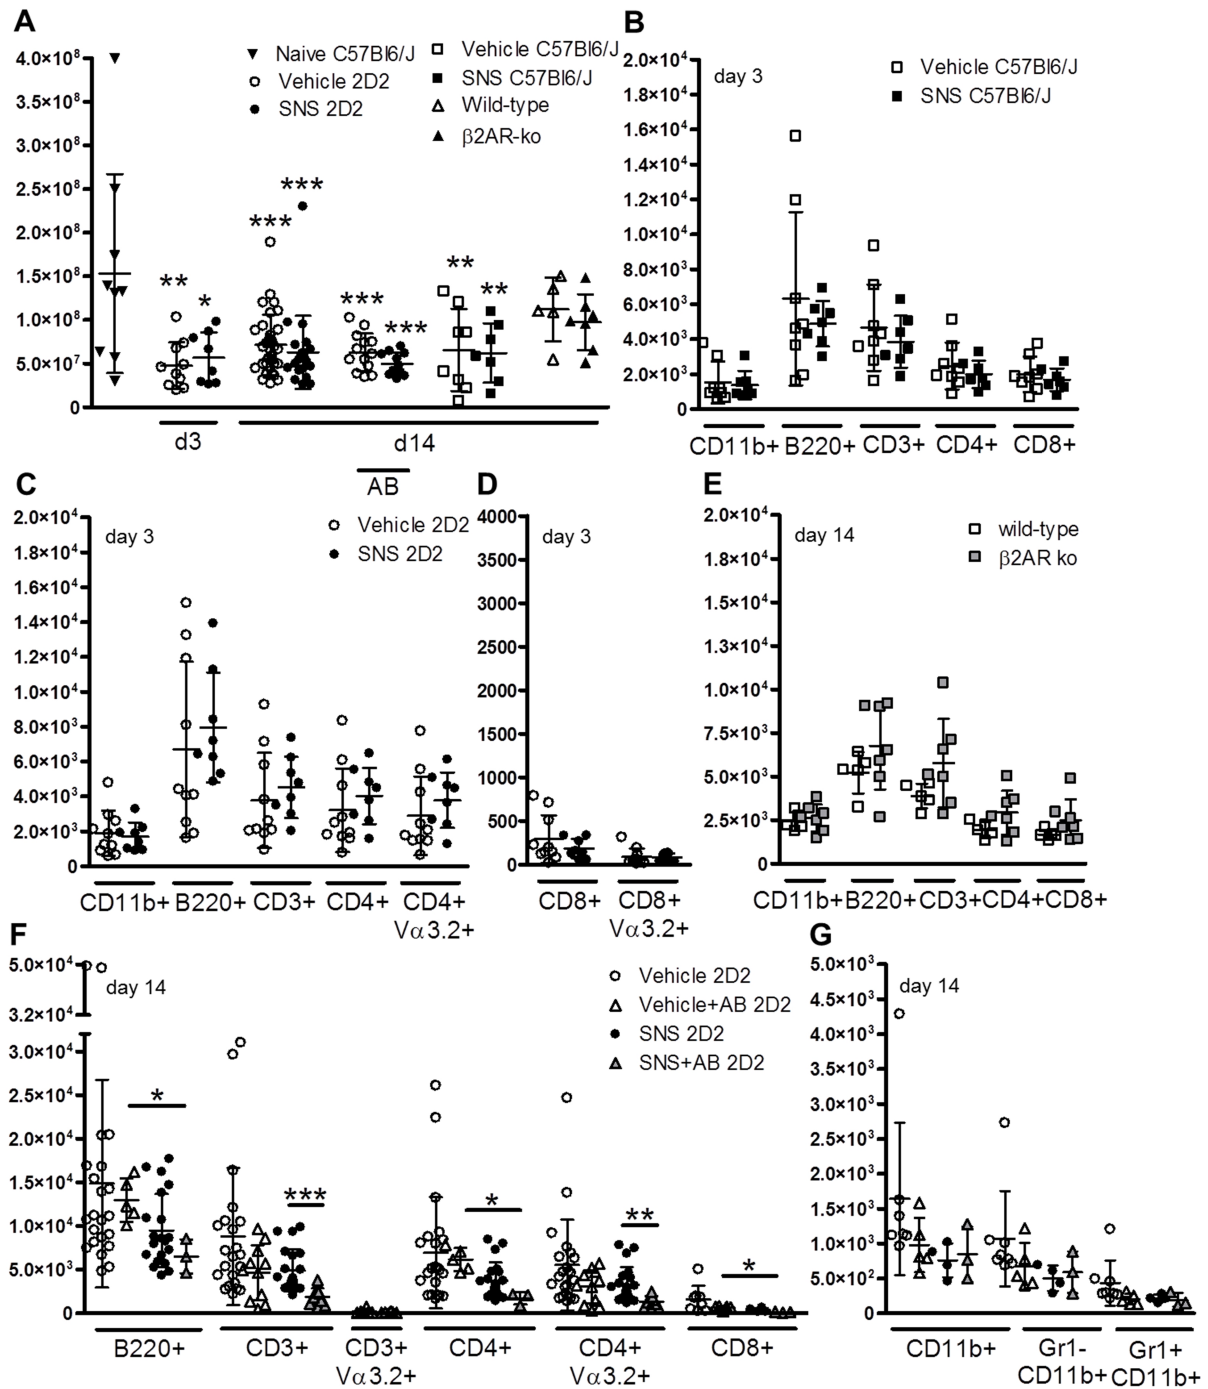 A
Naive C57Bl6/J
Vehicle 2D2
SNS 2D2
Vehicle C57Bl6/J
SNS C57Bl6/J
Wild-type
β2AR-ko
4.0×10⁸
3.5×10⁸
3.0×10⁸
2.5×10⁸
2.0×10⁸
1.5×10⁸
1.0×10⁸
5.0×10⁷
0
** * *** *** *** *** ** **
d3 d14
AB
B
day 3
Vehicle C57Bl6/J
SNS C57Bl6/J
2.0×10⁴
1.8×10⁴
1.6×10⁴
1.4×10⁴
1.2×10⁴
1.0×10⁴
8.0×10³
6.0×10³
4.0×10³
2.0×10³
0
CD11b+ B220+ CD3+ CD4+ CD8+
C
day 3
Vehicle 2D2
SNS 2D2
2.0×10⁴
1.8×10⁴
1.6×10⁴
1.4×10⁴
1.2×10⁴
1.0×10⁴
8.0×10³
6.0×10³
4.0×10³
2.0×10³
0
CD11b+ B220+ CD3+ CD4+ CD4+
Vα3.2+
D
day 3
4000
3500
3000
2500
2000
1500
1000
500
0
CD8+ CD8+
Vα3.2+
E
day 14
wild-type
β2AR ko
2.0×10⁴
1.8×10⁴
1.5×10⁴
1.3×10⁴
1.0×10⁴
7.5×10³
5.0×10³
2.5×10³
0
CD11b+ B220+ CD3+ CD4+ CD8+
F
day 14
Vehicle 2D2
Vehicle+AB 2D2
SNS 2D2
SNS+AB 2D2
5.0×10⁴
3.2×10⁴
3.0×10⁴
2.5×10⁴
2.0×10⁴
1.5×10⁴
1.0×10⁴
5.0×10³
0
* *** * ** *
B220+ CD3+ CD3+ CD4+ CD4+ CD8+
Vα3.2+ Vα3.2+
G
day 14
5.0×10³
4.5×10³
4.0×10³
3.5×10³
3.0×10³
2.5×10³
2.0×10³
1.5×10³
1.0×10³
5.0×10²
0
CD11b+ Gr1- Gr1+
CD11b+ CD11b+